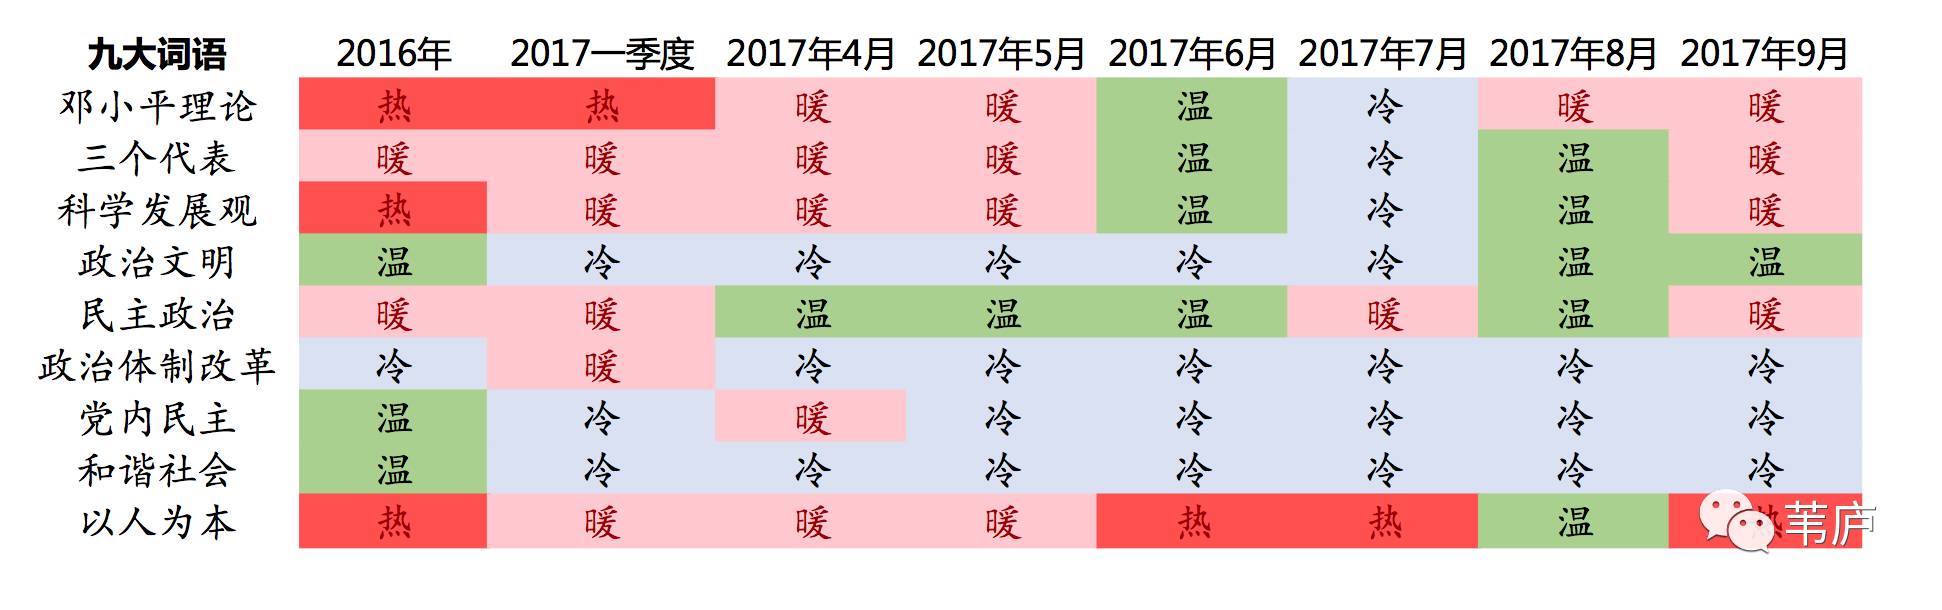 九大词语 2016年 2017一季度 2017年4月 2017年5月 2017年6月 2017年7月 2017年8月 2017年9月
邓小平理论 热 热 暖 暖 温 冷 暖 暖
三个代表 暖 暖 暖 暖 温 冷 温 暖
科学发展观 热 暖 暖 暖 温 冷 温 暖
政治文明 温 冷 冷 冷 冷 冷 温 温
民主政治 暖 暖 温 温 温 暖 温 暖
政治体制改革 冷 暖 冷 冷 冷 冷 冷 冷
党内民主 温 冷 暖 冷 冷 冷 冷 冷
和谐社会 温 冷 冷 冷 冷 冷 冷 冷
以人为本 热 暖 暖 暖 热 热 温 热
苇庐